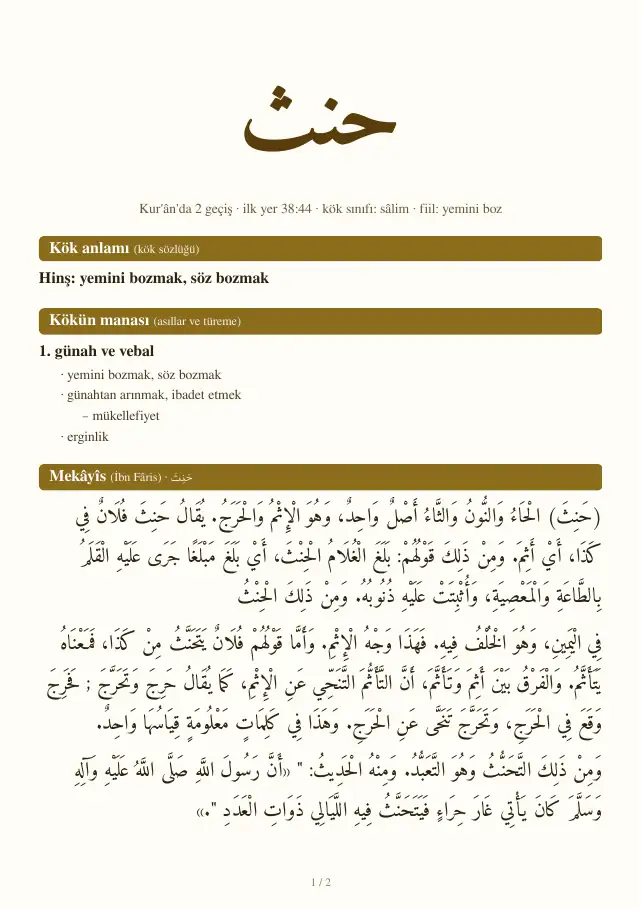 حنث
Kur'ân'da 2 geçiş · ilk yer 38:44 · kök sınıfı: sâlim · fiil: yemini boz
Kök anlamı (kök sözlüğü)
Hinş: yemini bozmak, söz bozmak
Kökün manası (asıllar ve türeme)
1. günah ve vebal
· yemini bozmak, söz bozmak
· günahtan arınmak, ibadet etmek
– mükellefiyet
· erginlik
Mekâyîs (İbn Fâris) · حَنِثَ
(حَنِثَ) الْحَاءُ وَالنُّونُ وَالثَّاءُ أَصْلٌ وَاحِدٌ، وَهُوَ الْإِثْمُ وَالْحَرَجُ. يُقَالُ حَنِثَ فُلَانٌ فِي
كَذَا، أَيْ أَثِمَ. وَمِنْ ذَلِكَ قَوْلُهُمْ: بَلَغَ الْغُلَامُ الْحِنْثَ، أَيْ بَلَغَ مَبْلَغًا جَرَى عَلَيْهِ الْقَلَمُ
بِالطَّاعَةِ وَالْمَعْصِيَةِ، وَأُثْبِتَتْ عَلَيْهِ ذُنُوبُهُ. وَمِنْ ذَلِكَ الْحِنْثُ
فِي الْيَمِينِ، وَهُوَ الْخُلْفُ فِيهِ. فَهَذَا وَجْهُ الْإِثْمِ. وَأَمَّا قَوْلُهُمْ فُلَانٌ يَتَحَنَّثُ مِنْ كَذَا، فَمَعْنَاهُ
يَتَأَثَّمُ. وَالْفَرْقُ بَيْنَ أَثِمَ وَتَأَثَّمَ، أَنَّ التَّأَثُّمَ التَّنَحِّي عَنِ الْإِثْمِ، كَمَا يُقَالُ حَرِجَ وَتَحَرَّجَ ; فَحَرِجَ
وَقَعَ فِي الْحَرَجِ، وَتَحَرَّجَ تَنَحَّى عَنِ الْحَرَجِ. وَهَذَا فِي كَلِمَاتٍ مَعْلُومَةٍ قِيَاسُهَا وَاحِدٌ.
وَمِنْ ذَلِكَ التَّحَنُّثُ وَهُوَ التَّعَبُّدُ. وَمِنْهُ الْحَدِيثُ: " «أَنَّ رَسُولَ اللَّهِ صَلَّى اللَّهُ عَلَيْهِ وَآلِهِ
وَسَلَّمَ كَانَ يَأْتِي غَارَ حِرَاءٍ فَيَتَحَنَّثُ فِيهِ اللَّيَالِيَ ذَوَاتِ الْعَدَدِ ".»
1 / 2